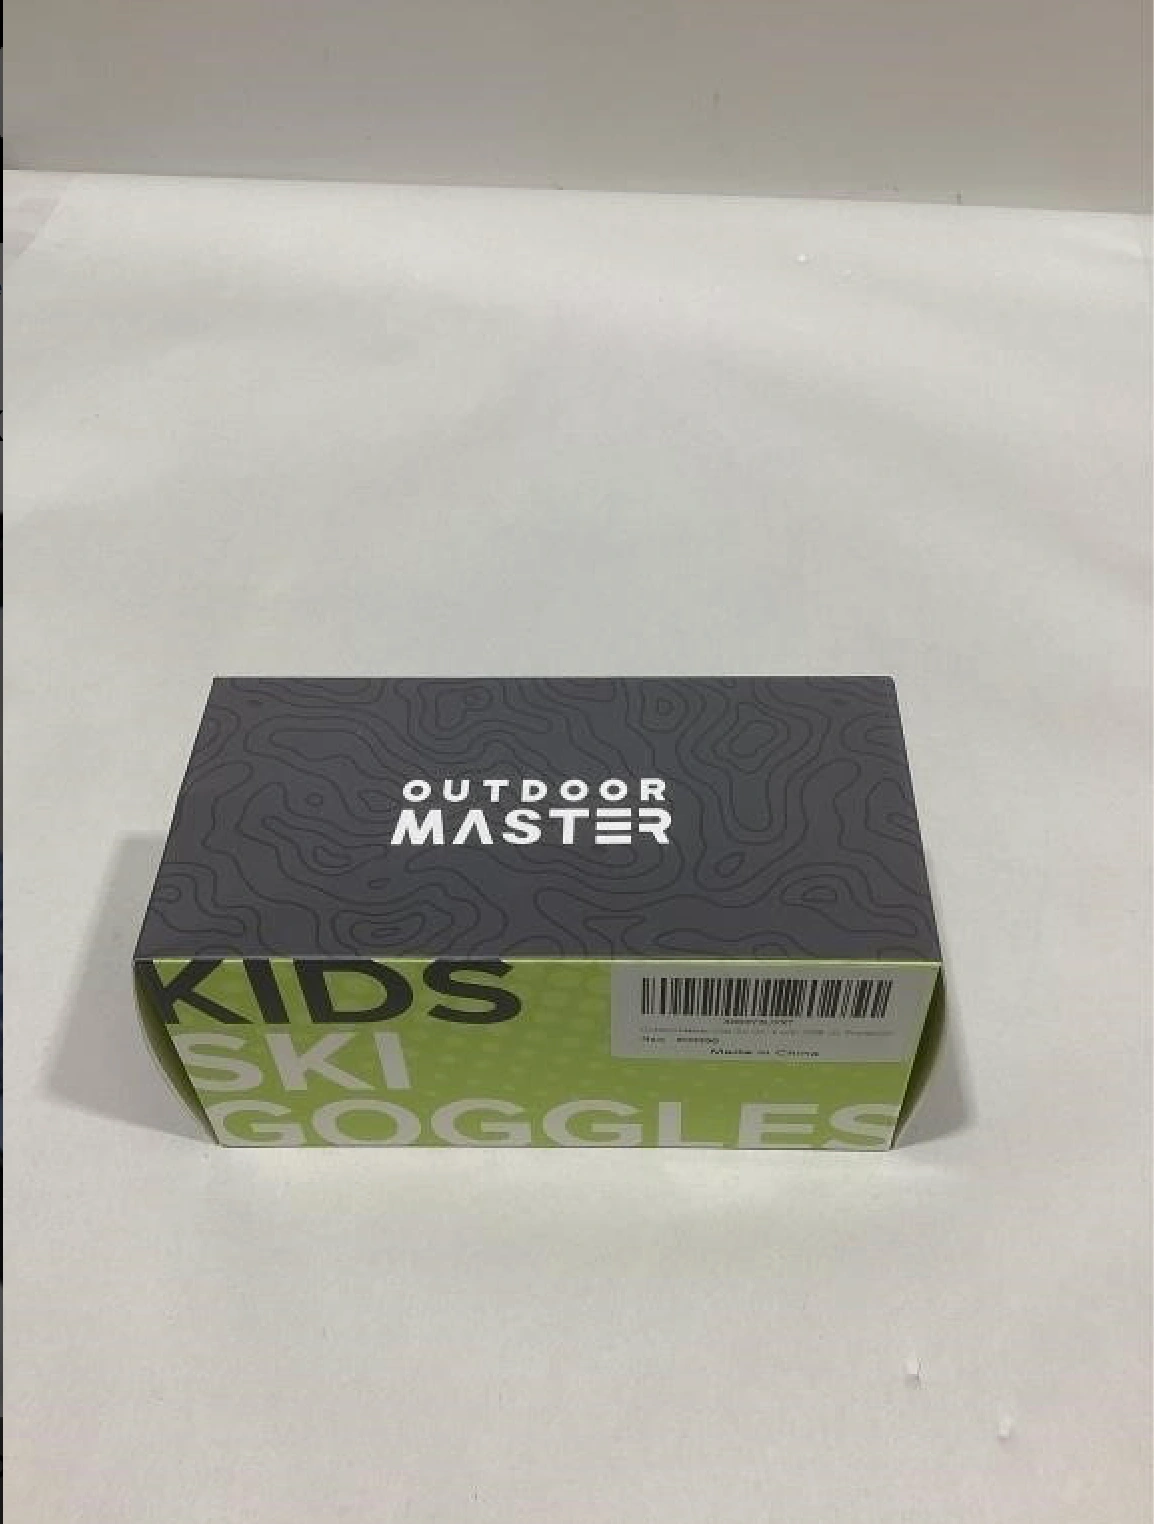 OUTDOOR
MASTER
KIDS
SKI
GOGGLES
Made in China